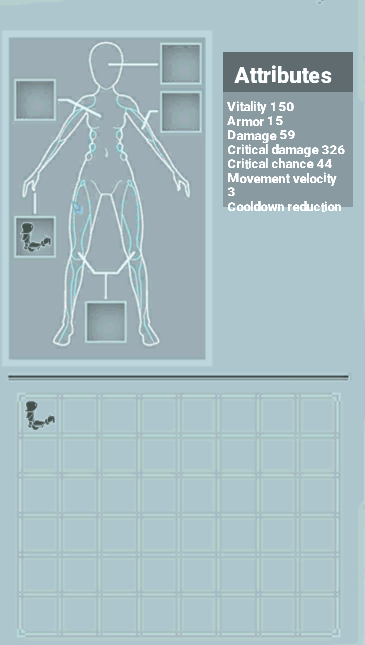 Attributes
Vitality 150
Armor 15
Damage 59
Critical damage 326
Critical chance 44
Movement velocity
3
Cooldown reduction